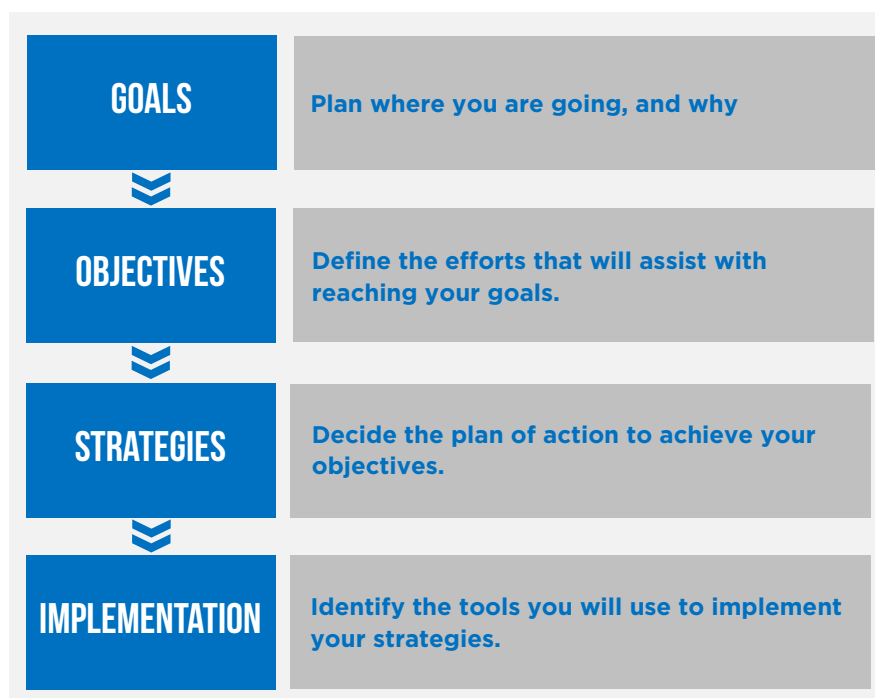 GOALS
Plan where you are going, and why
OBJECTIVES
Define the efforts that will assist with
reaching your goals.
STRATEGIES
Decide the plan of action to achieve your
objectives.
IMPLEMENTATION
Identify the tools you will use to implement
your strategies.